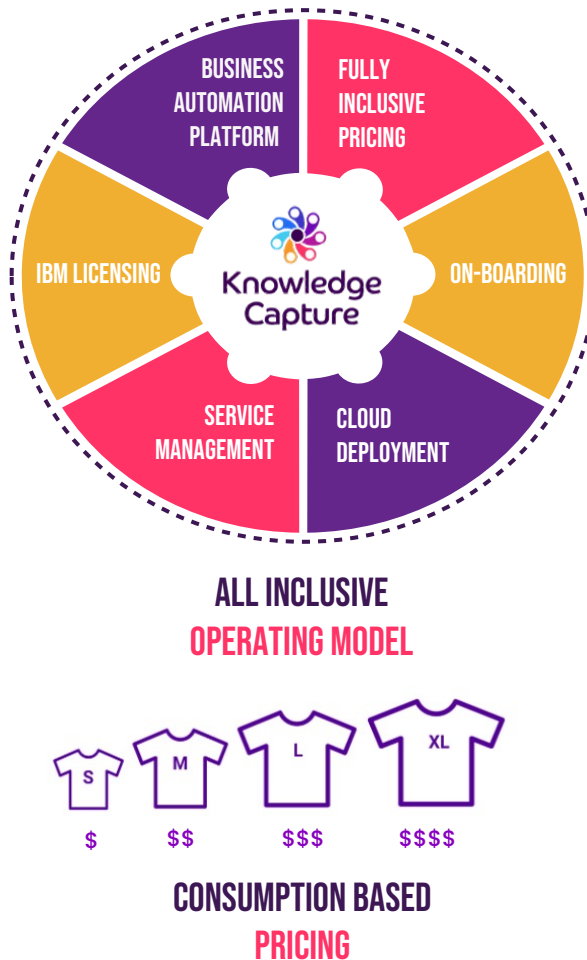 BUSINESS
AUTOMATION
PLATFORM
FULLY
INCLUSIVE
PRICING
IBM LICENSING
Knowledge
Capture
ON-BOARDING
SERVICE
MANAGEMENT
CLOUD
DEPLOYMENT
ALL INCLUSIVE
OPERATING MODEL
S
M
L
XL
$
$$
$$$
$$$$
CONSUMPTION BASED
PRICING